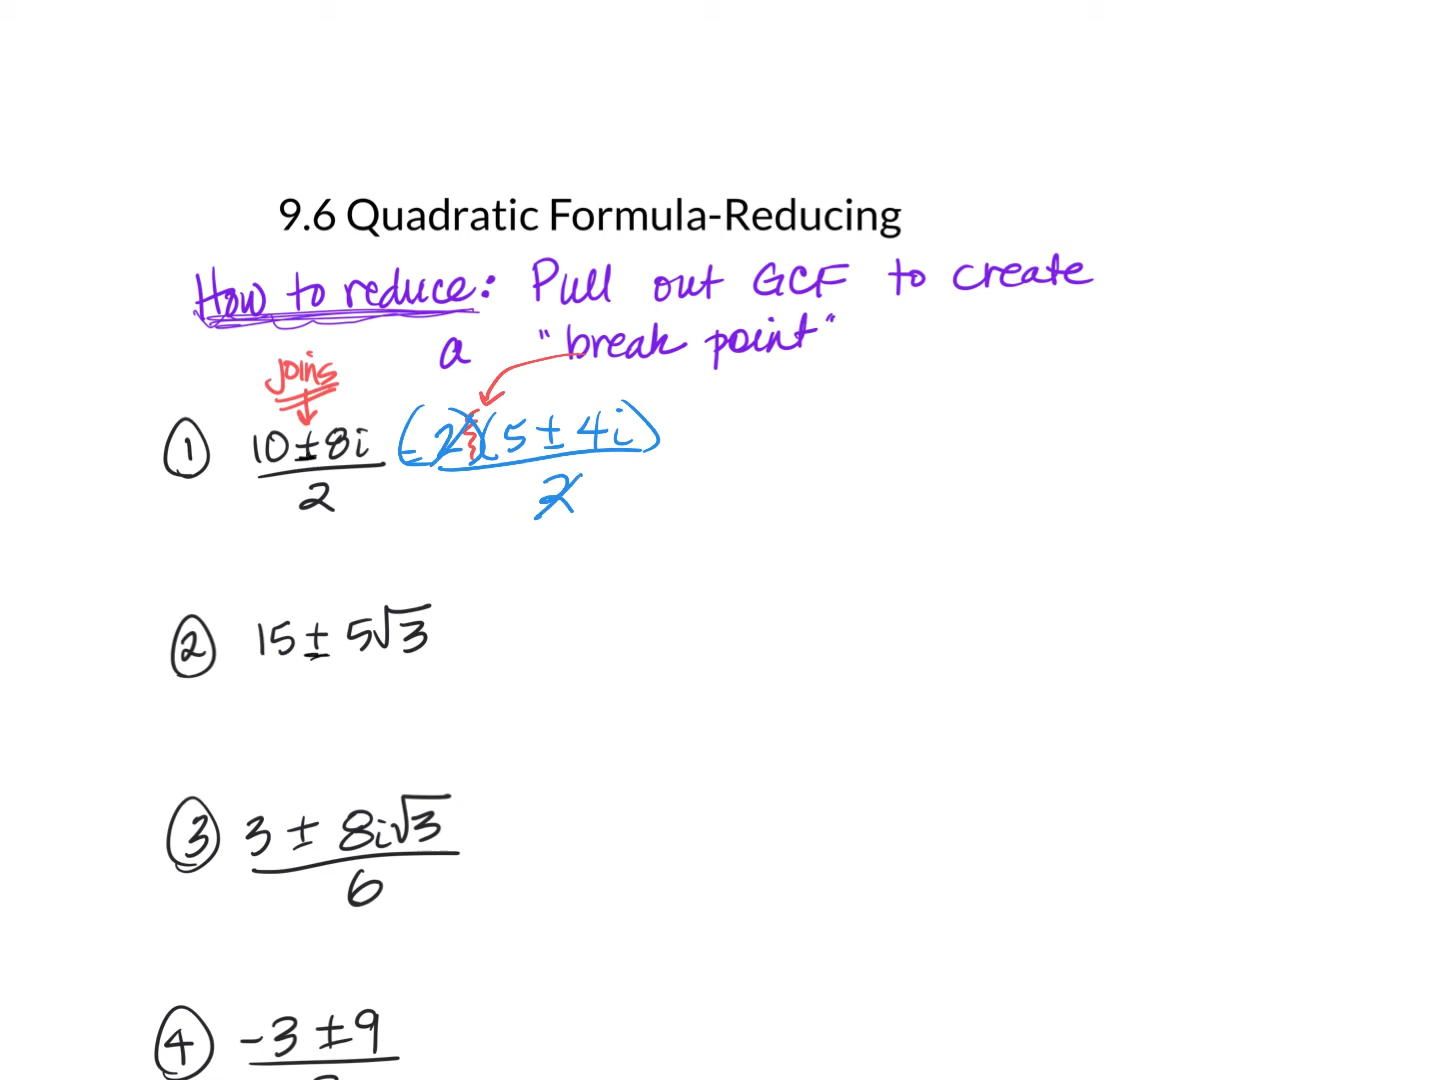 9.6 Quadratic Formula-Reducing
How to reduce: Pull out GCF to create
a "break point"
joins
① 10 ± 8i / 2 (2)(5 ± 4i) / 2
② 15 ± 5√3
③ 3 ± 8i√3 / 6
④ -3 ± 9